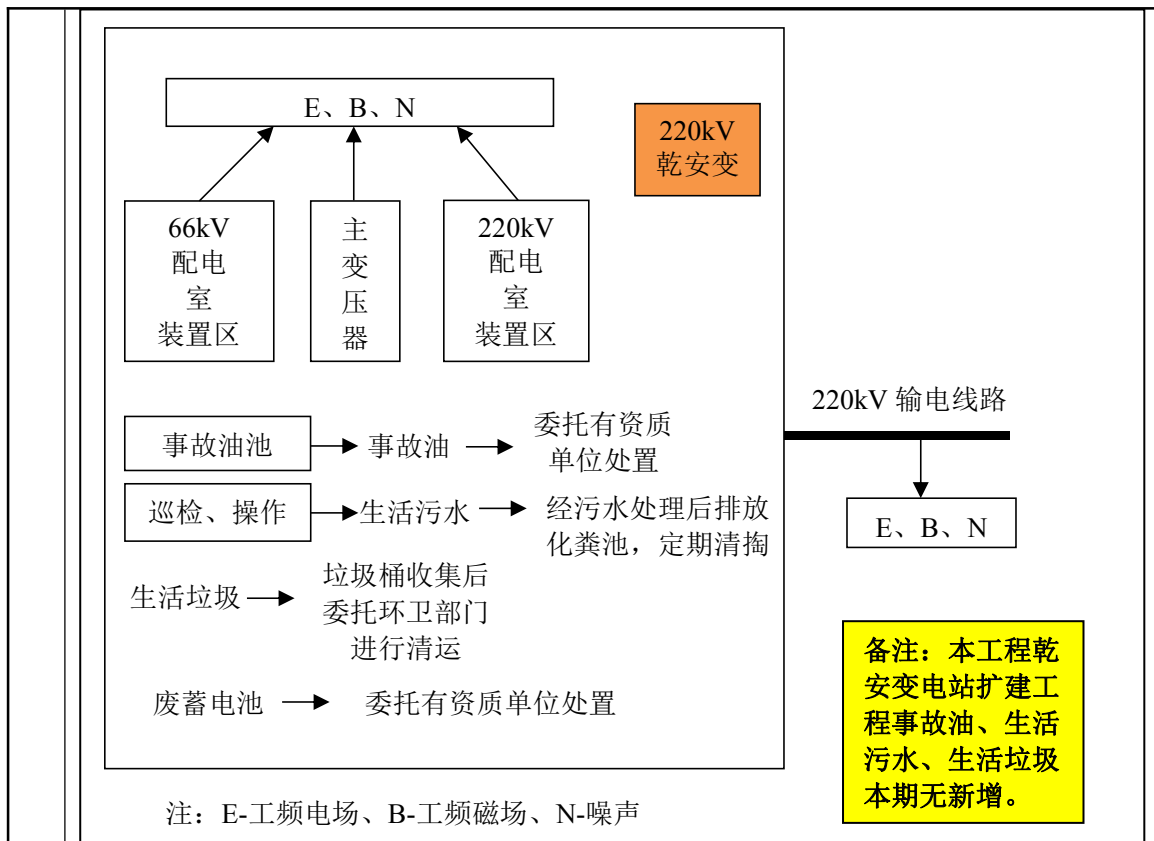 E、B、N
220kV
乾安变
66kV
配电
室
装置区
主
变
压
器
220kV
配电
室
装置区
220kV 输电线路
E、B、N
事故油池
事故油
委托有资质
单位处置
巡检、操作
生活污水
经污水处理后排放
化粪池，定期清掏
生活垃圾
垃圾桶收集后
委托环卫部门
进行清运
废蓄电池
委托有资质单位处置
备注：本工程乾
安变电站扩建工
程事故油、生活
污水、生活垃圾
本期无新增。
注：E-工频电场、B-工频磁场、N-噪声